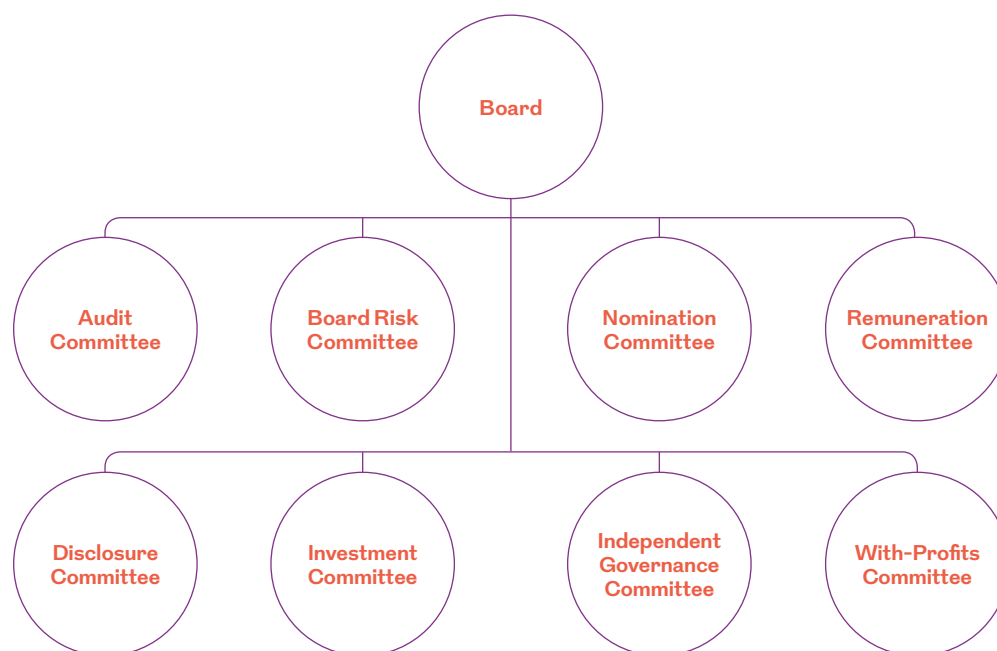 Board
Audit
Committee
Board Risk
Committee
Nomination
Committee
Remuneration
Committee
Disclosure
Committee
Investment
Committee
Independent
Governance
Committee
With-Profits
Committee